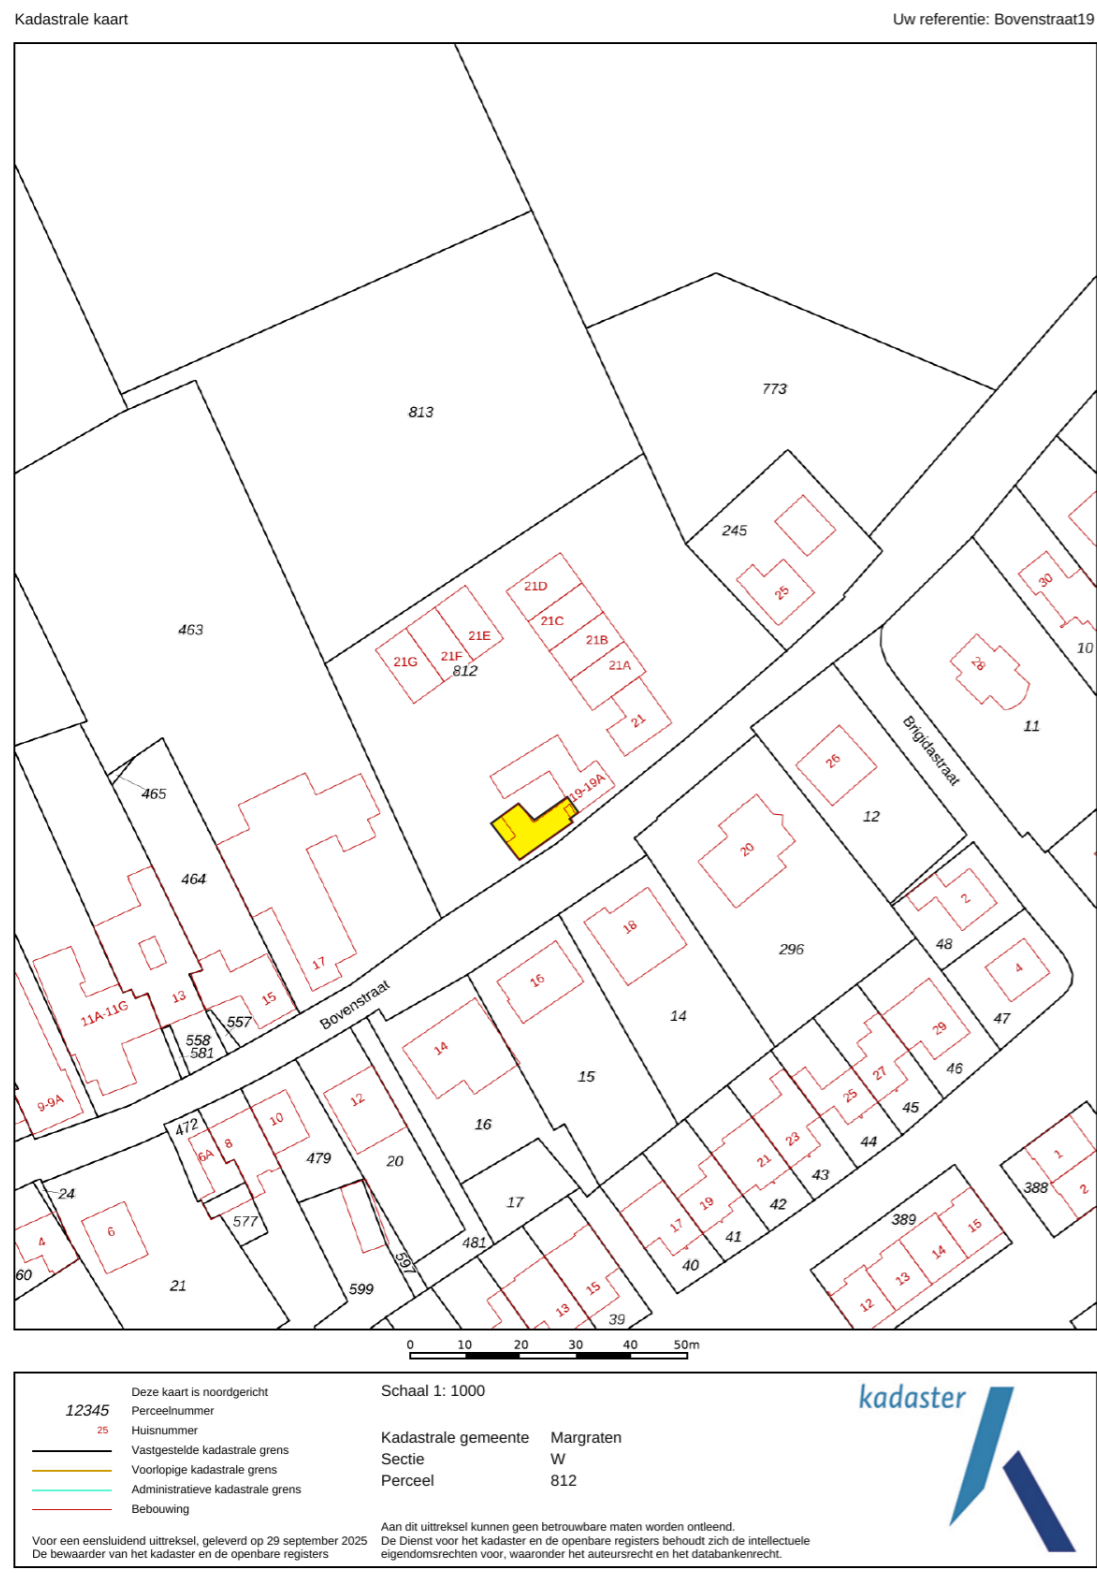 Kadastrale kaart
Uw referentie: Bovenstraat19
813
773
245
25
463
21D
21C
21B
21A
21E
21F
21G
812
21
19-19A
30
10
28
11
Brigidastraat
26
12
465
464
20
18
296
2
48
4
47
16
17
13
15
11A-11G
Bovenstraat
557
558
581
14
14
15
29
46
27
45
25
44
9-9A
472
6A
8
10
12
479
20
16
23
43
21
42
19
41
17
40
17
24
6
577
4
60
21
599
597
481
13
15
39
388
1
2
389
15
14
13
12
0 10 20 30 40 50m
Deze kaart is noordgericht
12345 Perceelnummer
25 Huisnummer
Vastgestelde kadastrale grens
Voorlopige kadastrale grens
Administratieve kadastrale grens
Bebouwing
Voor een eensluidend uittreksel, geleverd op 29 september 2025
De bewaarder van het kadaster en de openbare registers
Schaal 1: 1000
Kadastrale gemeente Margraten
Sectie W
Perceel 812
Aan dit uittreksel kunnen geen betrouwbare maten worden ontleend.
De Dienst voor het kadaster en de openbare registers behoudt zich de intellectuele
eigendomsrechten voor, waaronder het auteursrecht en het databankenrecht.
kadaster